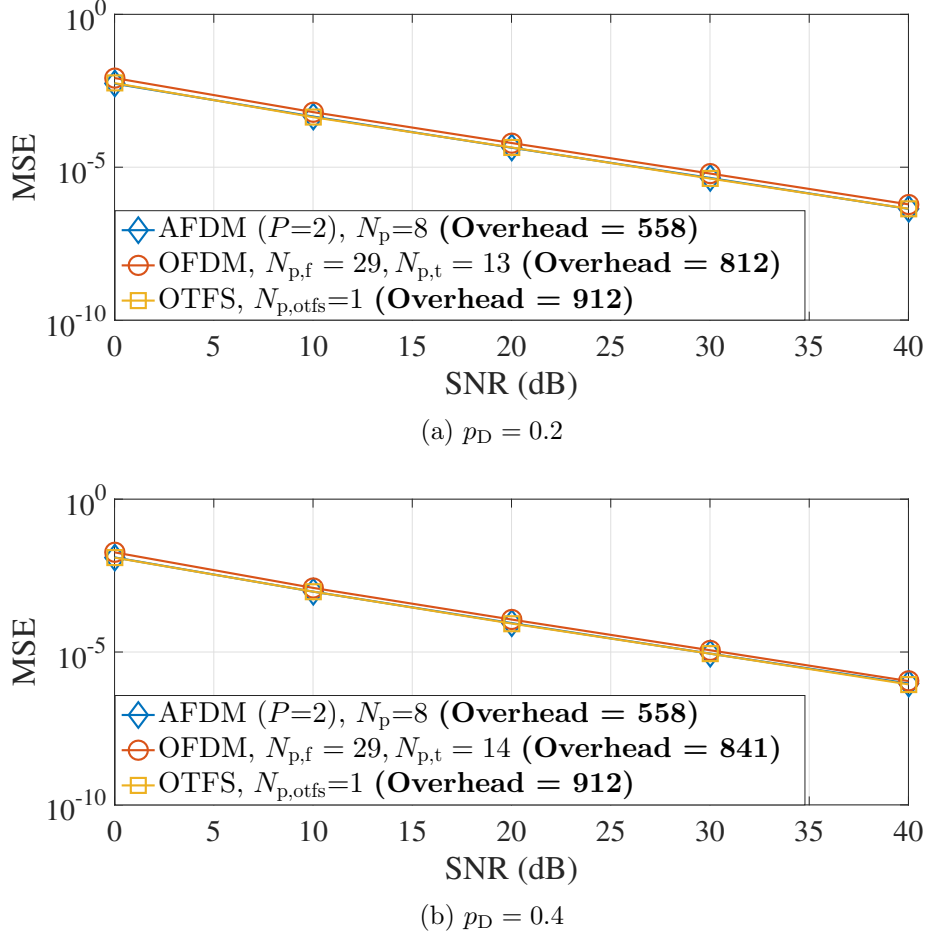 10^0
10^-5
10^-10
MSE
AFDM (P=2), N_p=8 (Overhead = 558)
OFDM, N_p,f = 29, N_p,t = 13 (Overhead = 812)
OTFS, N_p,otfs=1 (Overhead = 912)
0 5 10 15 20 25 30 35 40
SNR (dB)
(a) p_D = 0.2
10^0
10^-5
10^-10
MSE
AFDM (P=2), N_p=8 (Overhead = 558)
OFDM, N_p,f = 29, N_p,t = 14 (Overhead = 841)
OTFS, N_p,otfs=1 (Overhead = 912)
0 5 10 15 20 25 30 35 40
SNR (dB)
(b) p_D = 0.4